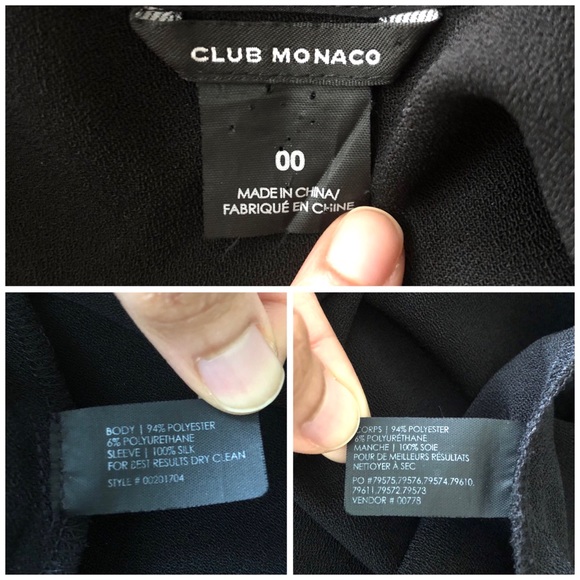 CLUB MONACO
00
MADE IN CHINA/
FABRIQUÉ EN CHINE
BODY | 94% POLYESTER
6% POLYURETHANE
SLEEVE | 100% SILK
FOR BEST RESULTS DRY CLEAN
STYLE # 00201704
CORPS | 94% POLYESTER
6% POLYURÉTHANE
MANCHE | 100% SOIE
POUR DE MEILLEURS RÉSULTATS
NETTOYER À SEC
PO #79575,79576,79574,79610,
79611,79572,79573
VENDOR # 00778